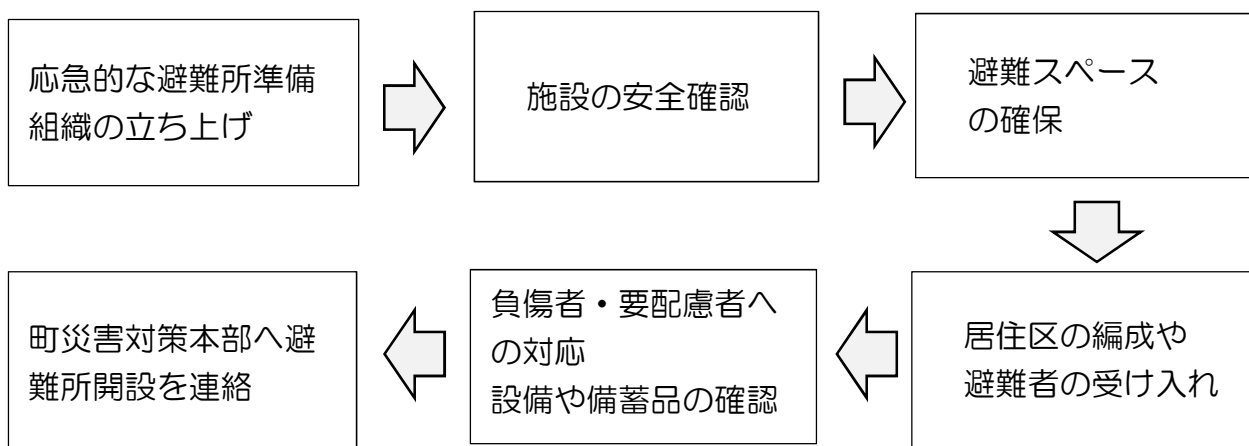 応急的な避難所準備
組織の立ち上げ
施設の安全確認
避難スペース
の確保
居住区の編成や
避難者の受け入れ
負傷者・要配慮者へ
の対応
設備や備蓄品の確認
町災害対策本部へ避
難所開設を連絡